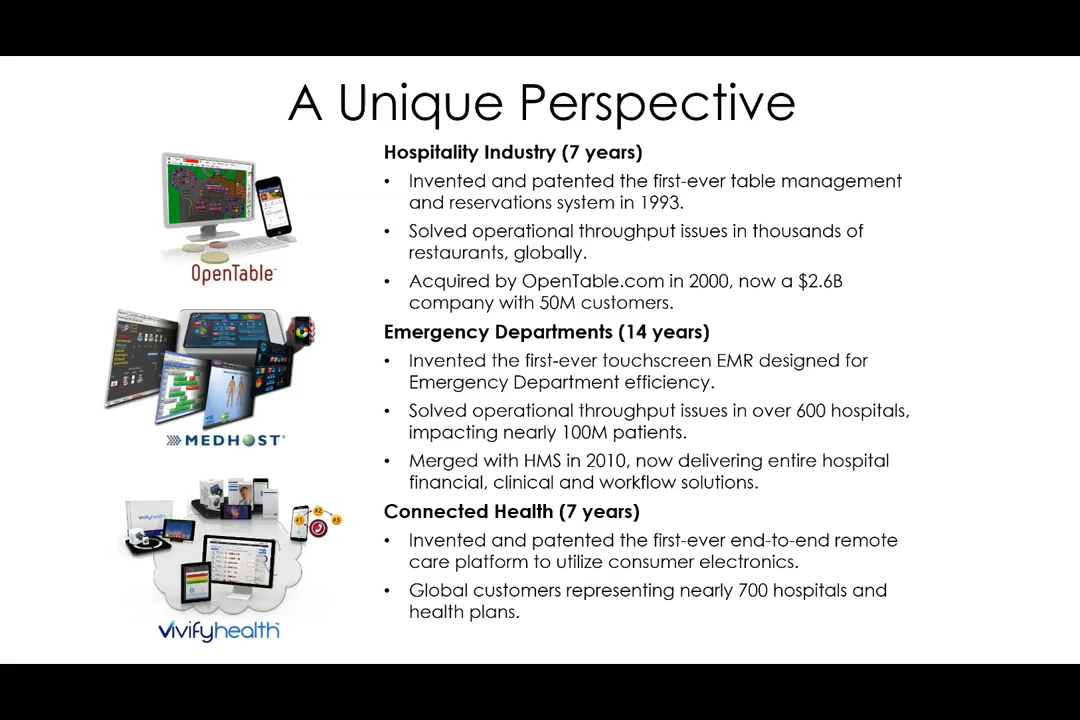 A Unique Perspective
Hospitality Industry (7 years)
• Invented and patented the first-ever table management
and reservations system in 1993.
• Solved operational throughput issues in thousands of
restaurants, globally.
• Acquired by OpenTable.com in 2000, now a $2.6B
company with 50M customers.
OpenTable™
Emergency Departments (14 years)
• Invented the first-ever touchscreen EMR designed for
Emergency Department efficiency.
• Solved operational throughput issues in over 600 hospitals,
impacting nearly 100M patients.
• Merged with HMS in 2010, now delivering entire hospital
financial, clinical and workflow solutions.
MEDHOST®
Connected Health (7 years)
• Invented and patented the first-ever end-to-end remote
care platform to utilize consumer electronics.
• Global customers representing nearly 700 hospitals and
health plans.
vivifyhealth
#1
#2
#3
vivifyhealth™